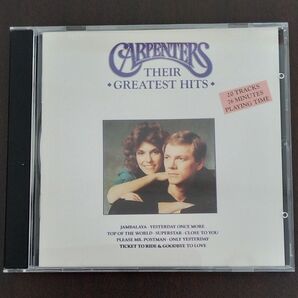 CARPENTERS
THEIR
GREATEST HITS
20 TRACKS
76 MINUTES
PLAYING TIME
JAMBALAYA · YESTERDAY ONCE MORE
TOP OF THE WORLD · SUPERSTAR · CLOSE TO YOU
PLEASE MR. POSTMAN · ONLY YESTERDAY
TICKET TO RIDE & GOODBYE TO LOVE